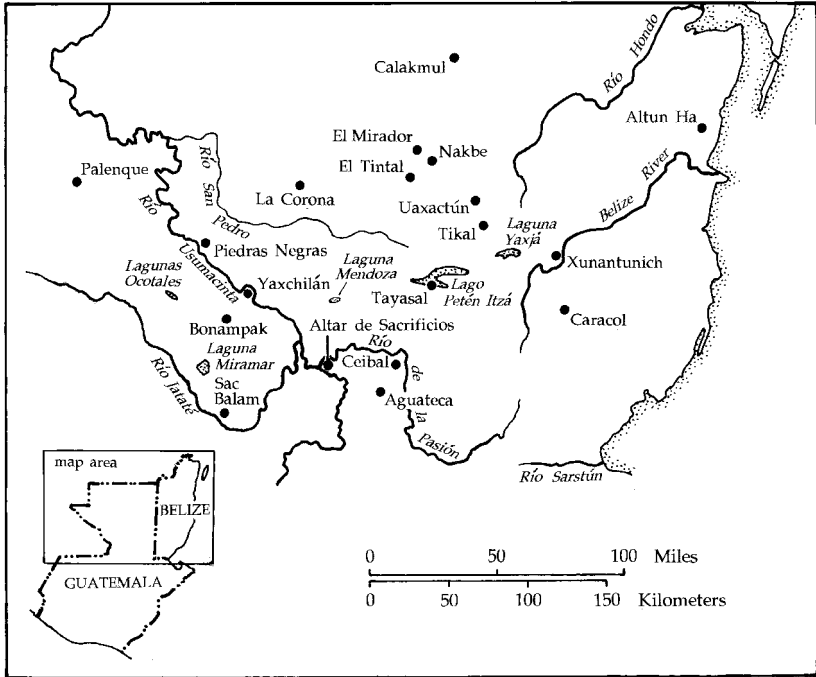 Calakmul
Río Hondo
Altun Ha
El Mirador
Nakbe
El Tintal
Palenque
Río San Pedro
La Corona
Belize River
Uaxactún
Tikal
Laguna
Yaxjá
Río Usumacinta
Piedras Negras
Laguna
Mendoza
Xunantunich
Lagunas
Ocotales
Yaxchilán
Lago
Petén Itzá
Tayasal
Caracol
Bonampak
Altar de Sacrificios
Laguna
Miramar
Río de la Pasión
Ceibal
Río Jataté
Sac
Balam
Aguateca
Río Sarstún
map area
BELIZE
GUATEMALA
0 50 100 Miles
0 50 100 150 Kilometers